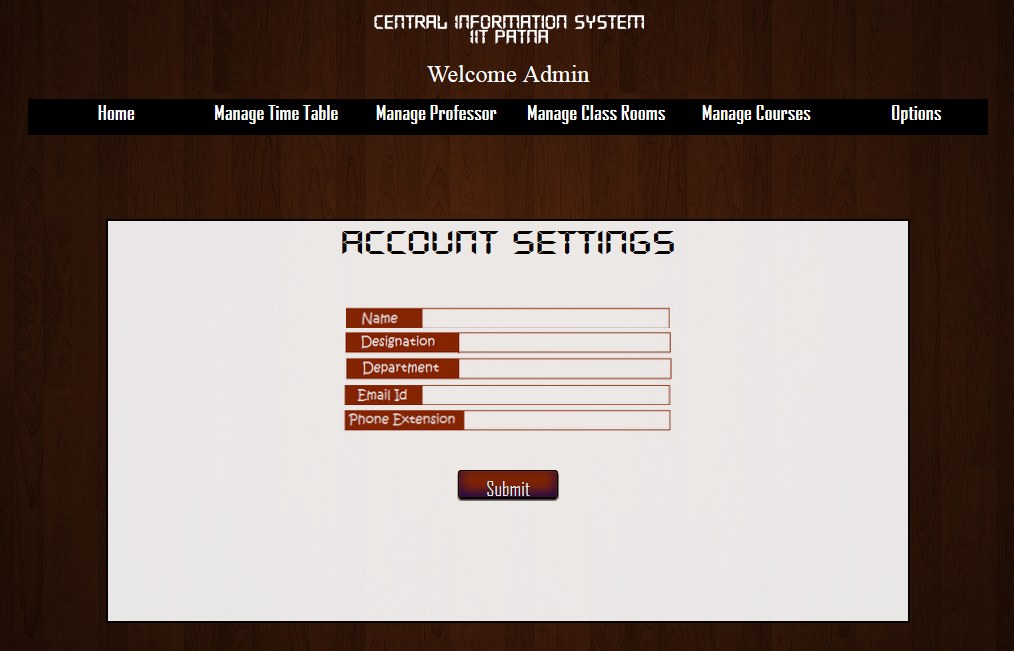 CENTRAL INFORMATION SYSTEM
IIT PATNA
Welcome Admin
Home Manage Time Table Manage Professor Manage Class Rooms Manage Courses Options
ACCOUNT SETTINGS
Name
Designation
Department
Email Id
Phone Extension
Submit